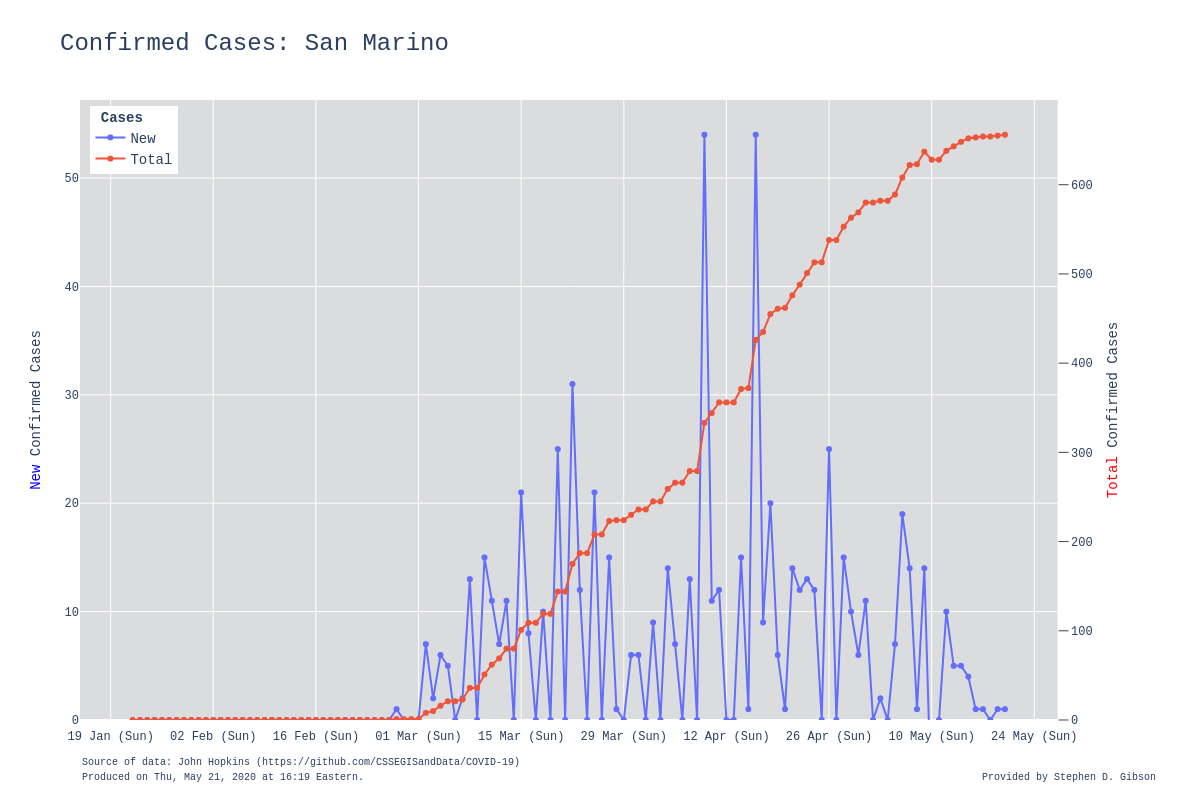 Confirmed Cases: San Marino
Cases
New
Total
50
40
30
20
10
0
600
500
400
300
200
100
0
New Confirmed Cases
Total Confirmed Cases
19 Jan (Sun) 02 Feb (Sun) 16 Feb (Sun) 01 Mar (Sun) 15 Mar (Sun) 29 Mar (Sun) 12 Apr (Sun) 26 Apr (Sun) 10 May (Sun) 24 May (Sun)
Source of data: John Hopkins (https://github.com/CSSEGISandData/COVID-19)
Produced on Thu, May 21, 2020 at 16:19 Eastern.
Provided by Stephen D. Gibson